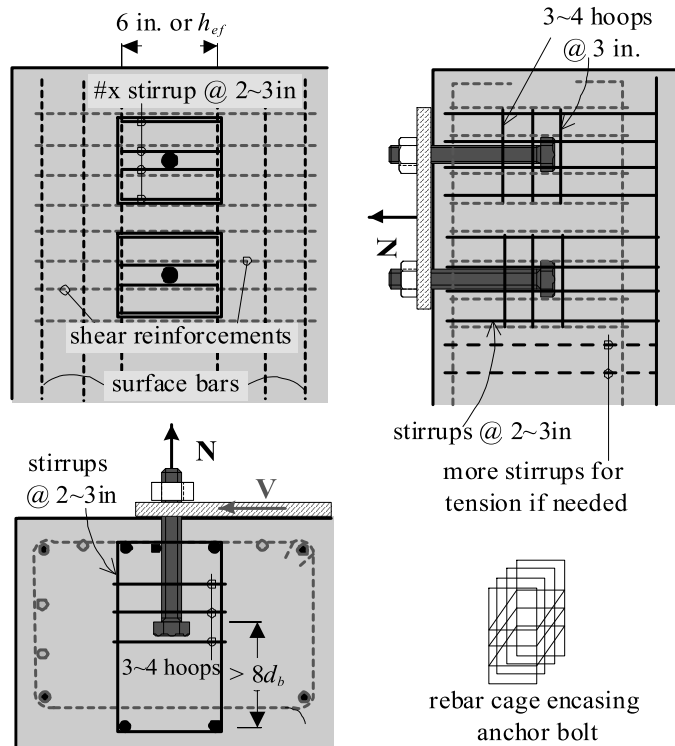 6 in. or h_ef
#x stirrup @ 2~3in
shear reinforcements
surface bars
3~4 hoops
@ 3 in.
N
stirrups @ 2~3in
more stirrups for
tension if needed
N
stirrups
@ 2~3in
V
3~4 hoops
> 8d_b
rebar cage encasing
anchor bolt